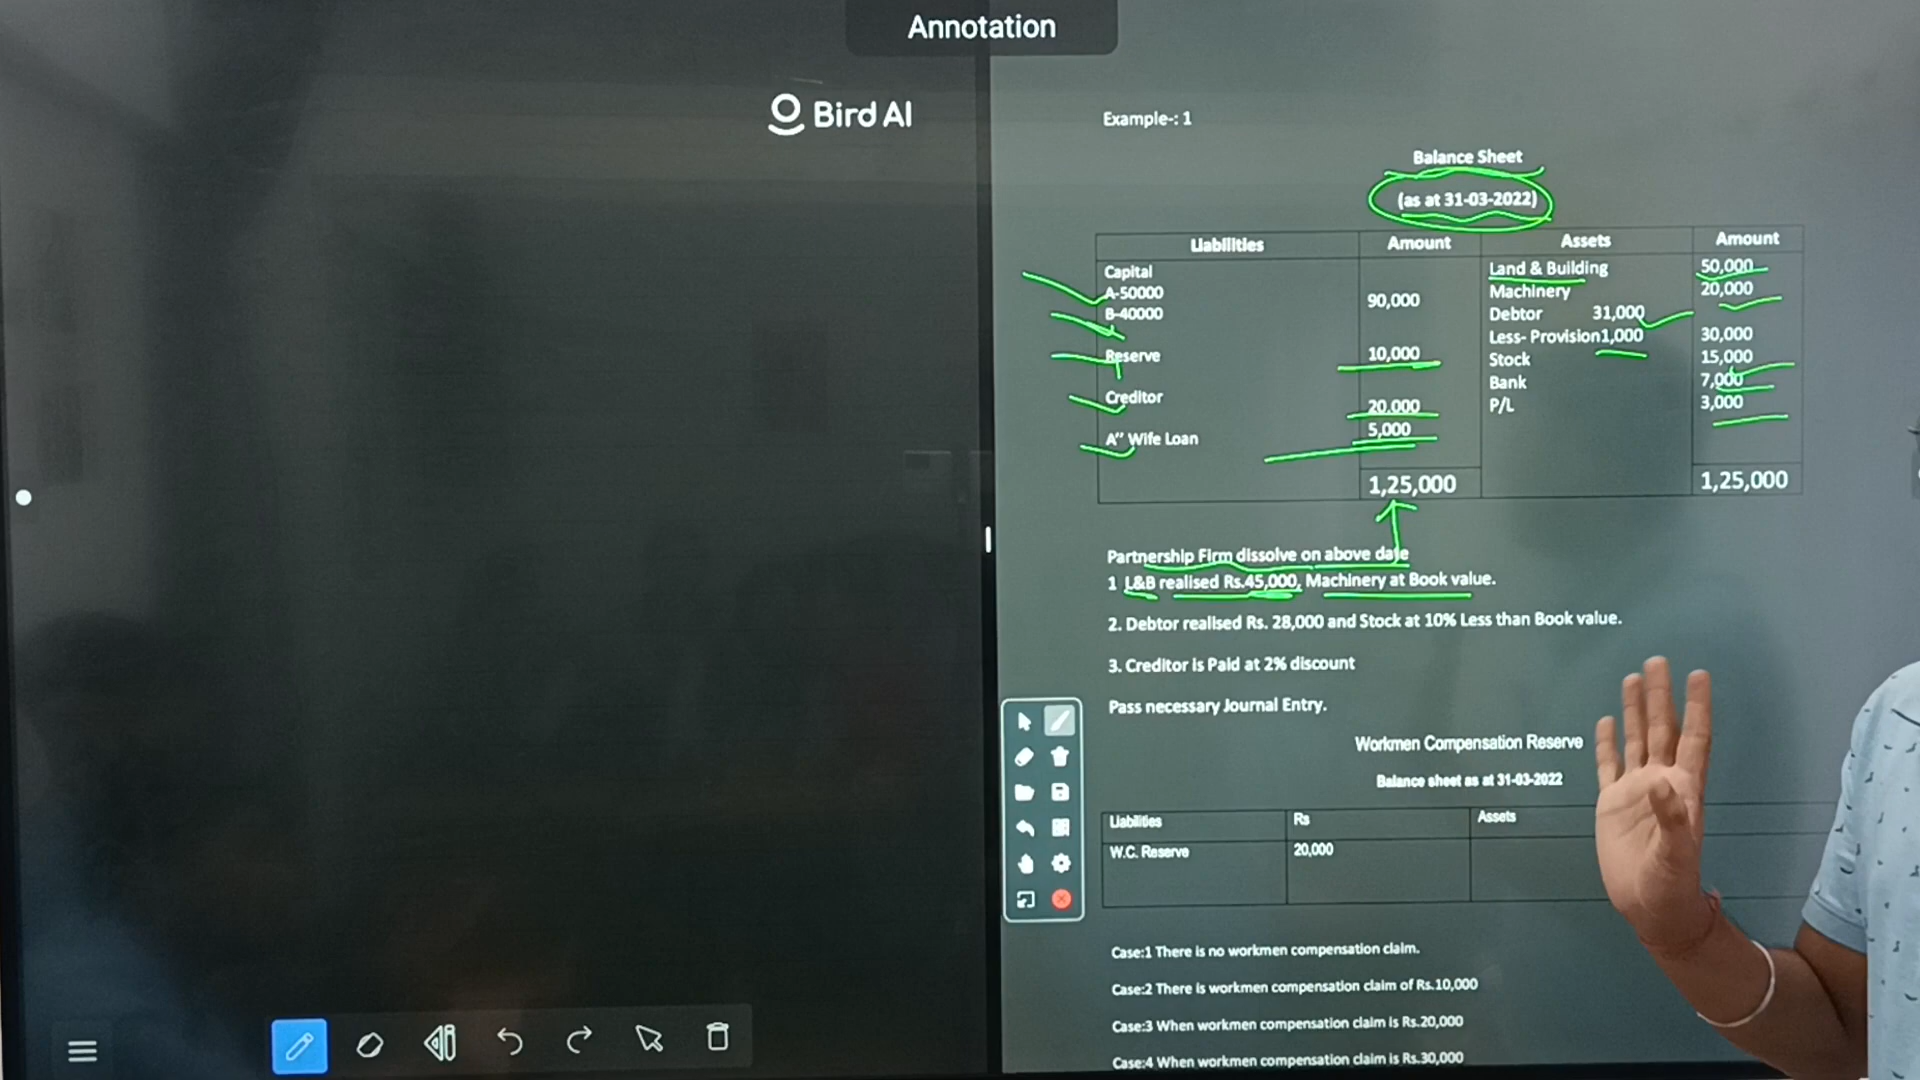 Annotation
Bird AI
Example-: 1
Balance Sheet
(as at 31-03-2022)
Liabilities Amount Assets Amount
Capital Land & Building 50,000
A-50000 90,000 Machinery 20,000
B-40000 Debtor 31,000
Less- Provision1,000 30,000
Reserve 10,000 Stock 15,000
Bank 7,000
Creditor 20,000 P/L 3,000
A" Wife Loan 5,000
1,25,000 1,25,000
Partnership Firm dissolve on above date
1 L&B realised Rs.45,000, Machinery at Book value.
2. Debtor realised Rs. 28,000 and Stock at 10% Less than Book value.
3. Creditor is Paid at 2% discount
Pass necessary Journal Entry.
Workmen Compensation Reserve
Balance sheet as at 31-03-2022
Liabilities Rs Assets
W.C. Reserve 20,000
Case:1 There is no workmen compensation claim.
Case:2 There is workmen compensation claim of Rs.10,000
Case:3 When workmen compensation claim is Rs.20,000
Case:4 When workmen compensation claim is Rs.30,000